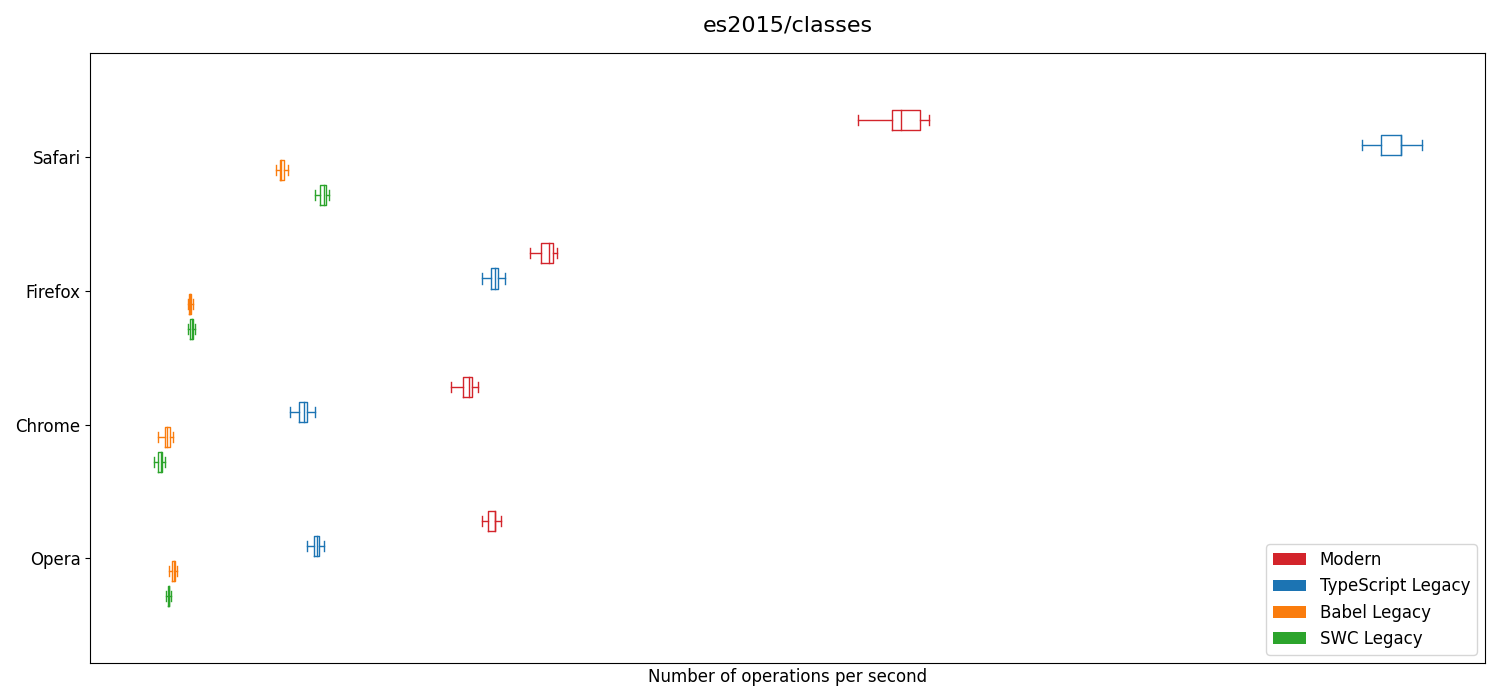 es2015/classes
Safari
Firefox
Chrome
Opera
Modern
TypeScript Legacy
Babel Legacy
SWC Legacy
Number of operations per second